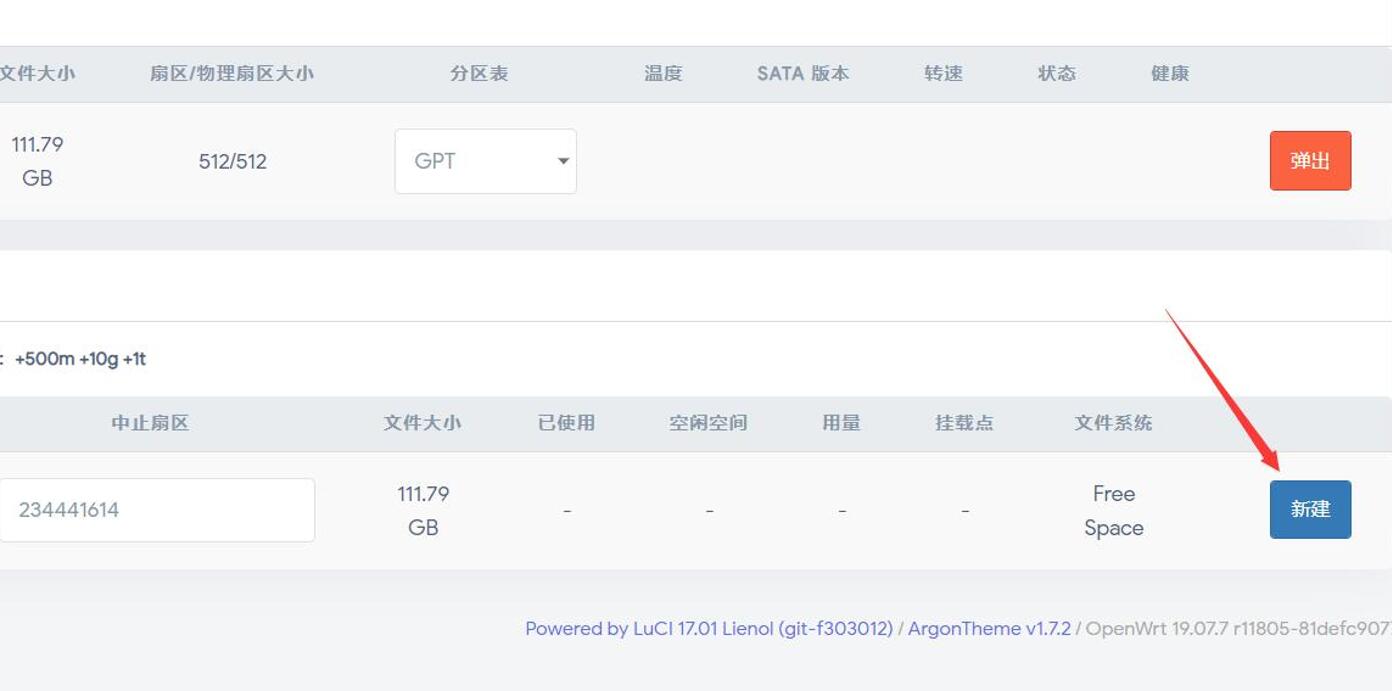 文件大小 扇区/物理扇区大小 分区表 温度 SATA 版本 转速 状态 健康
111.79
GB 512/512 GPT 弹出
: +500m +10g +1t
中止扇区 文件大小 已使用 空闲空间 用量 挂载点 文件系统
234441614 111.79
GB - - - - Free
Space 新建
Powered by LuCI 17.01 Lienol (git-f303012) / ArgonTheme v1.7.2 / OpenWrt 19.07.7 r11805-81defc907